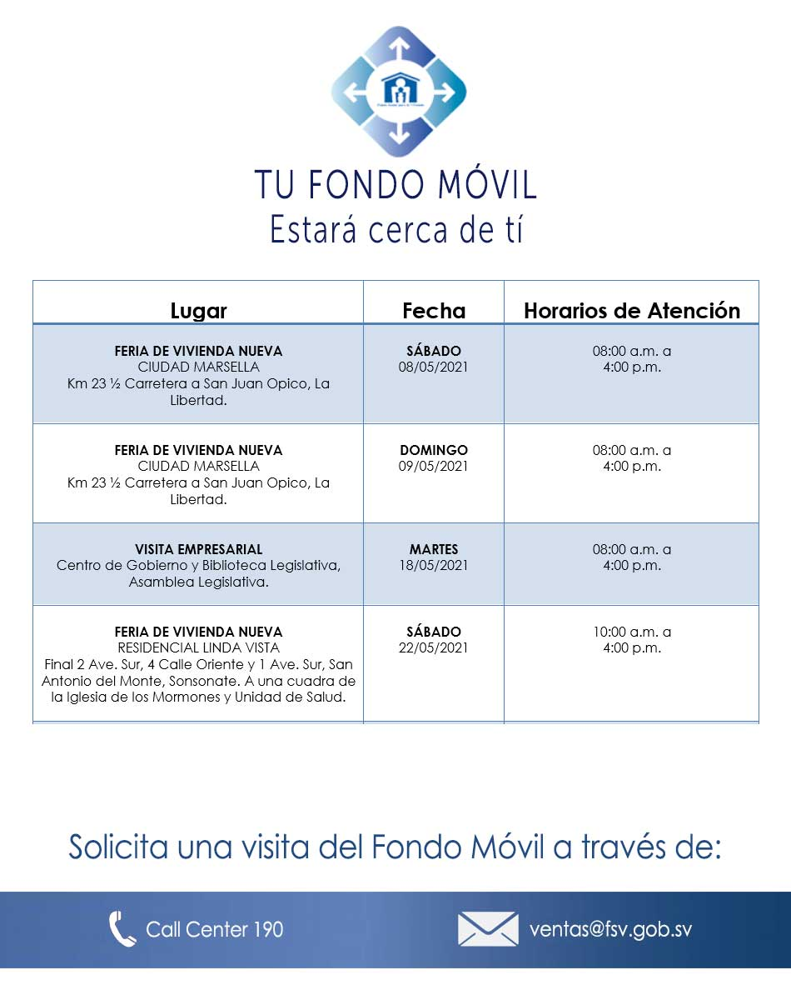 TU FONDO MÓVIL
Estará cerca de tí
Lugar
Fecha
Horarios de Atención
FERIA DE VIVIENDA NUEVA
CIUDAD MARSELLA
Km 23 ½ Carretera a San Juan Opico, La
Libertad.
SÁBADO
08/05/2021
08:00 a.m. a
4:00 p.m.
FERIA DE VIVIENDA NUEVA
CIUDAD MARSELLA
Km 23 ½ Carretera a San Juan Opico, La
Libertad.
DOMINGO
09/05/2021
08:00 a.m. a
4:00 p.m.
VISITA EMPRESARIAL
Centro de Gobierno y Biblioteca Legislativa,
Asamblea Legislativa.
MARTES
18/05/2021
08:00 a.m. a
4:00 p.m.
FERIA DE VIVIENDA NUEVA
RESIDENCIAL LINDA VISTA
Final 2 Ave. Sur, 4 Calle Oriente y 1 Ave. Sur, San
Antonio del Monte, Sonsonate. A una cuadra de
la Iglesia de los Mormones y Unidad de Salud.
SÁBADO
22/05/2021
10:00 a.m. a
4:00 p.m.
Solicita una visita del Fondo Móvil a través de:
Call Center 190
ventas@fsv.gob.sv